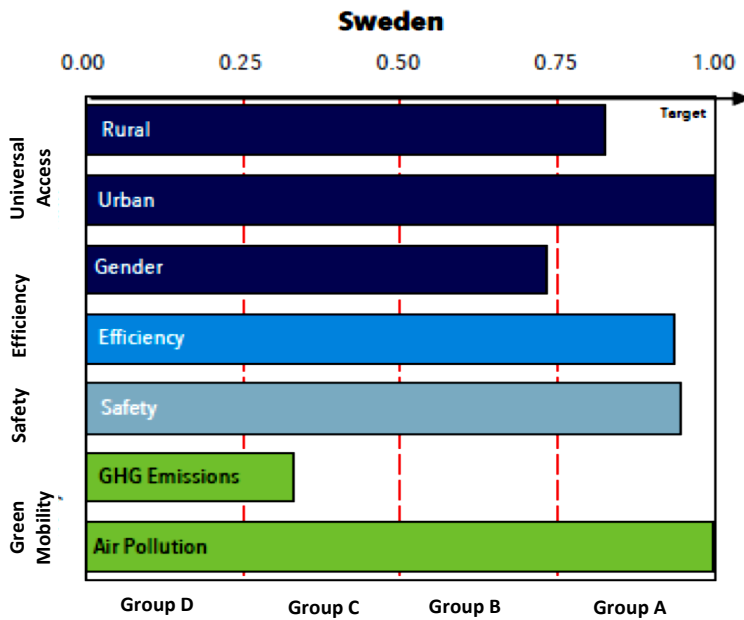 Sweden
0.00 0.25 0.50 0.75 1.00
Target
Universal
Access
Rural
Urban
Gender
Efficiency
Efficiency
Safety
Safety
Green
Mobility
GHG Emissions
Air Pollution
Group D Group C Group B Group A